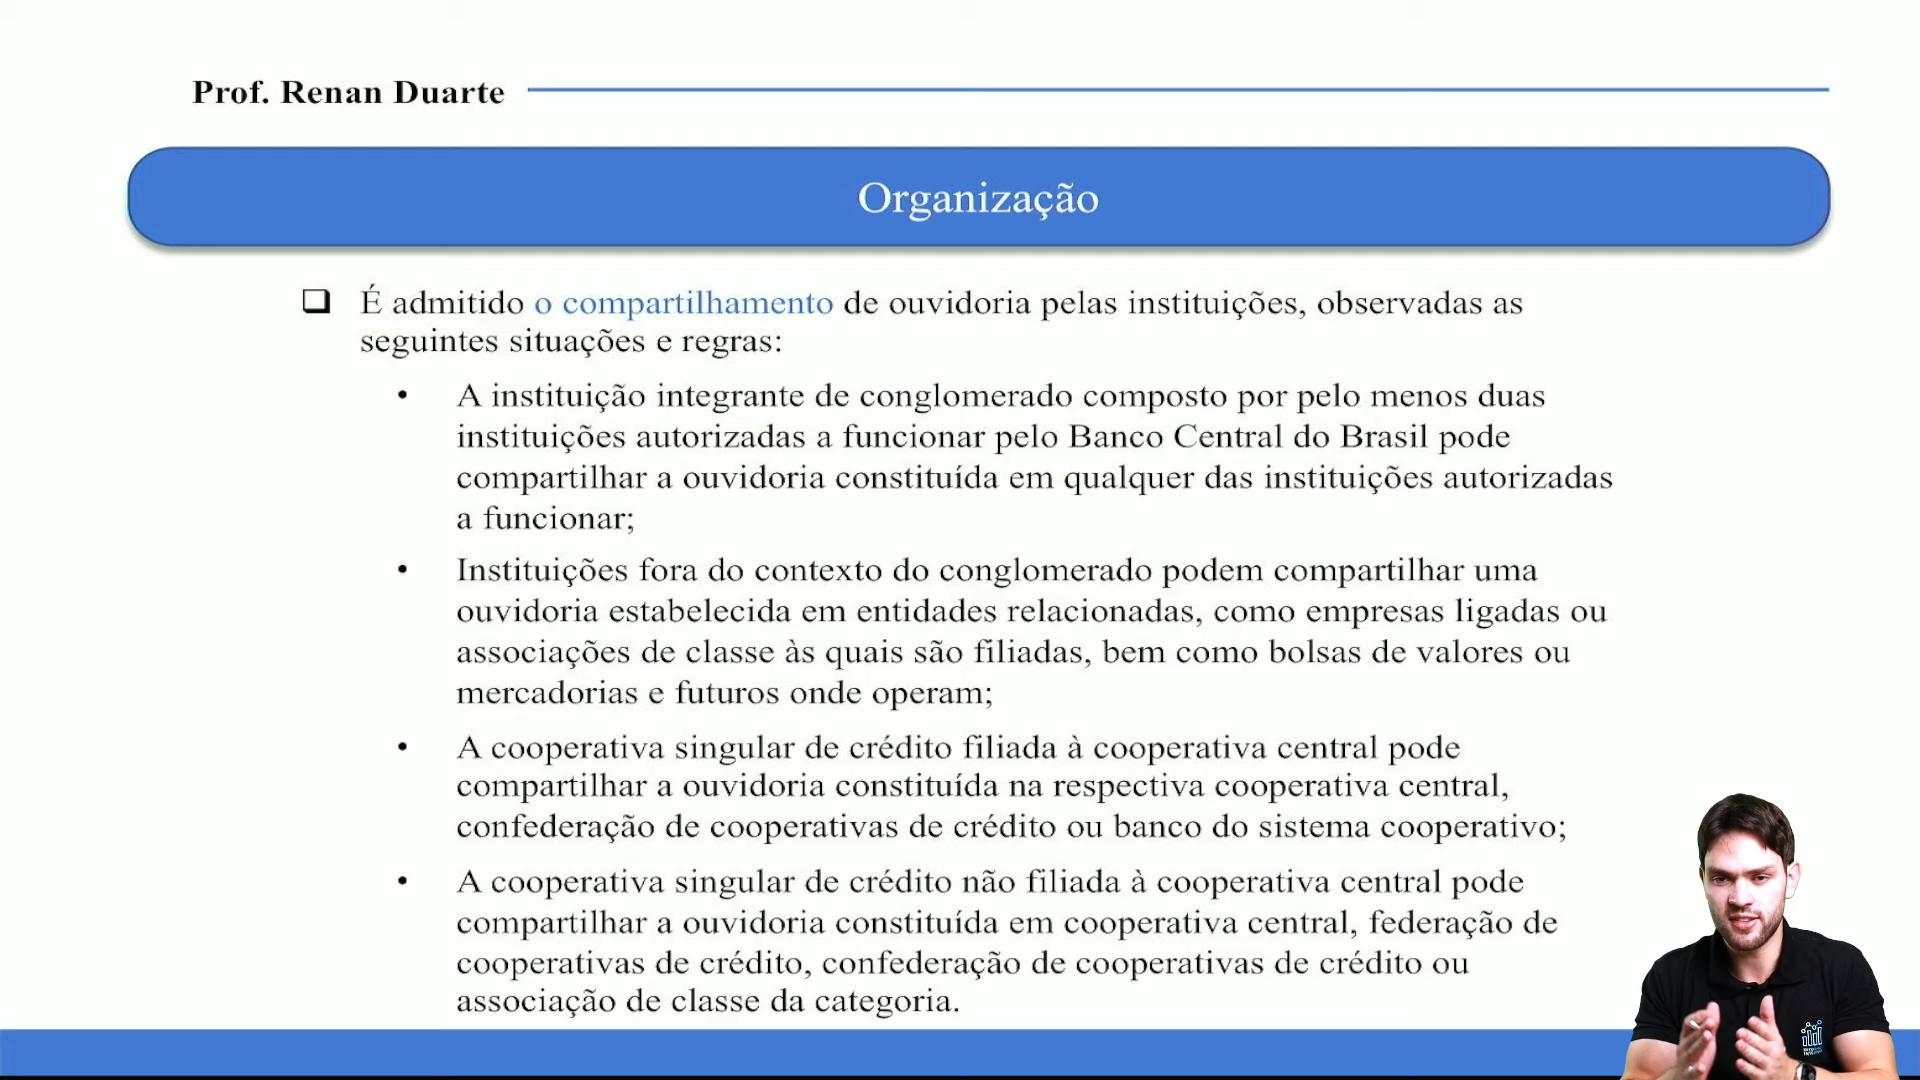 Prof. Renan Duarte
Organização
É admitido o compartilhamento de ouvidoria pelas instituições, observadas as
seguintes situações e regras:
• A instituição integrante de conglomerado composto por pelo menos duas
instituições autorizadas a funcionar pelo Banco Central do Brasil pode
compartilhar a ouvidoria constituída em qualquer das instituições autorizadas
a funcionar;
• Instituições fora do contexto do conglomerado podem compartilhar uma
ouvidoria estabelecida em entidades relacionadas, como empresas ligadas ou
associações de classe às quais são filiadas, bem como bolsas de valores ou
mercadorias e futuros onde operam;
• A cooperativa singular de crédito filiada à cooperativa central pode
compartilhar a ouvidoria constituída na respectiva cooperativa central,
confederação de cooperativas de crédito ou banco do sistema cooperativo;
• A cooperativa singular de crédito não filiada à cooperativa central pode
compartilhar a ouvidoria constituída em cooperativa central, federação de
cooperativas de crédito, confederação de cooperativas de crédito ou
associação de classe da categoria.